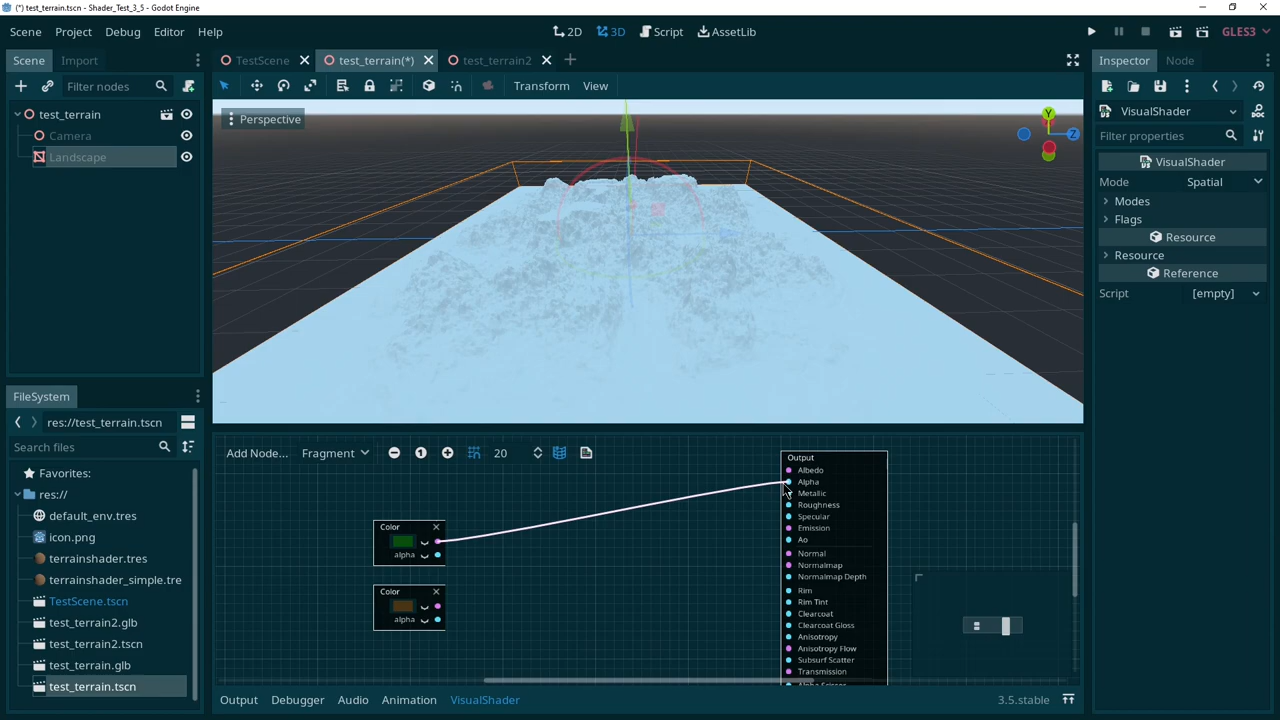 (*) test_terrain.tscn - Shader_Test_3_5 - Godot Engine
Scene Project Debug Editor Help
2D 3D Script AssetLib
GLES3
Scene Import
Filter nodes
test_terrain
Camera
Landscape
TestScene test_terrain(*) test_terrain2
Transform View
Perspective
Y
Z
Inspector Node
VisualShader
Filter properties
VisualShader
Mode Spatial
Modes
Flags
Resource
Resource
Reference
Script [empty]
FileSystem
res://test_terrain.tscn
Search files
Favorites:
res://
default_env.tres
icon.png
terrainshader.tres
terrainshader_simple.tre
TestScene.tscn
test_terrain2.glb
test_terrain2.tscn
test_terrain.glb
test_terrain.tscn
Add Node... Fragment 1 20
Color
alpha
Color
alpha
Output
Albedo
Alpha
Metallic
Roughness
Specular
Emission
Ao
Normal
Normalmap
Normalmap Depth
Rim
Rim Tint
Clearcoat
Clearcoat Gloss
Anisotropy
Anisotropy Flow
Subsurf Scatter
Transmission
Output Debugger Audio Animation VisualShader
3.5.stable